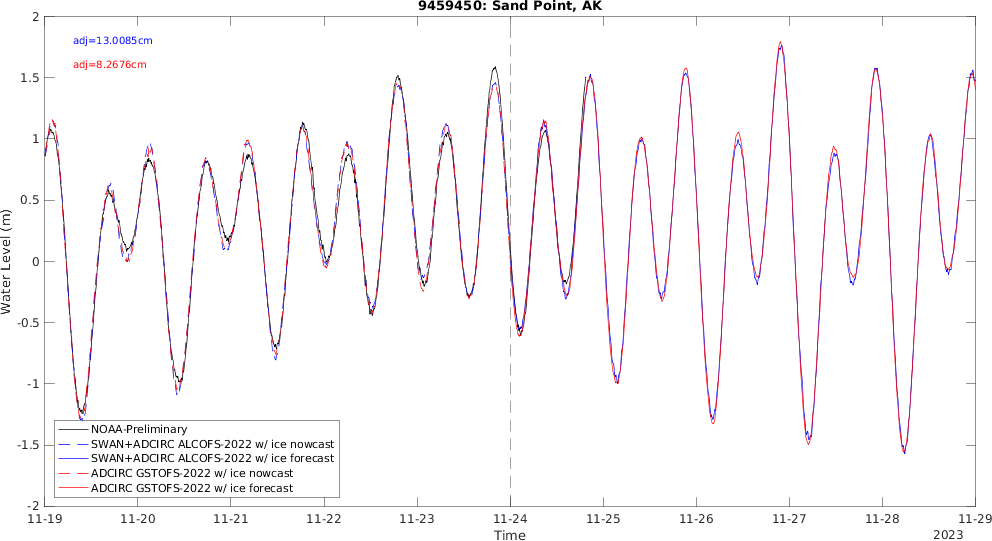 9459450: Sand Point, AK
adj=13.0085cm
adj=8.2676cm
Water Level (m)
2
1.5
1
0.5
0
-0.5
-1
-1.5
-2
NOAA-Preliminary
SWAN+ADCIRC ALCOFS-2022 w/ ice nowcast
SWAN+ADCIRC ALCOFS-2022 w/ ice forecast
ADCIRC GSTOFS-2022 w/ ice nowcast
ADCIRC GSTOFS-2022 w/ ice forecast
11-19 11-20 11-21 11-22 11-23 11-24 11-25 11-26 11-27 11-28 11-29
Time
2023